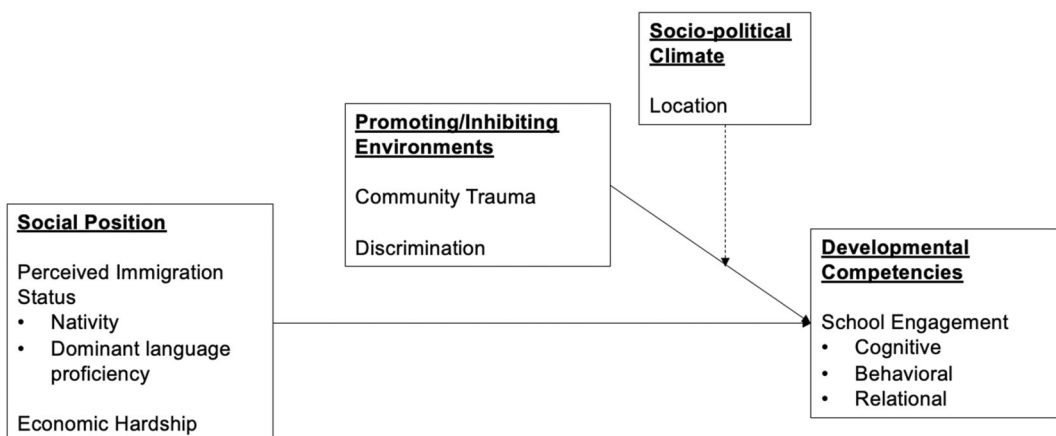 Socio-political
Climate
Location
Promoting/Inhibiting
Environments
Community Trauma
Discrimination
Social Position
Perceived Immigration
Status
• Nativity
• Dominant language
proficiency
Economic Hardship
Developmental
Competencies
School Engagement
• Cognitive
• Behavioral
• Relational